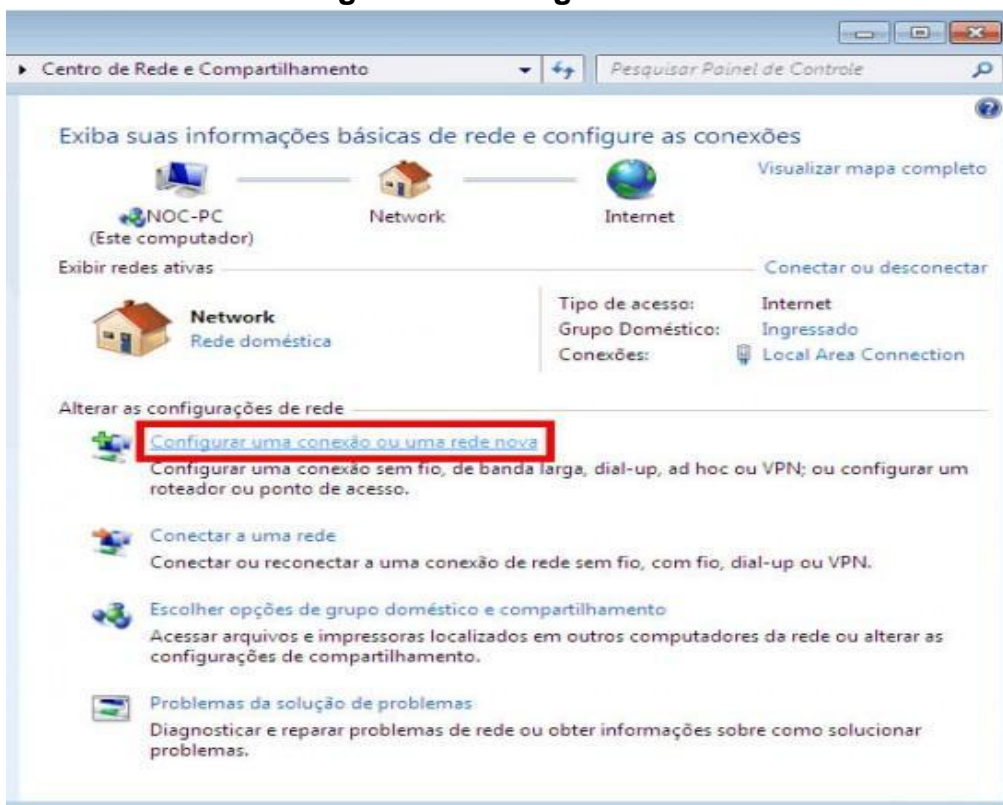 Centro de Rede e Compartilhamento
Pesquisar Painel de Controle
Exiba suas informações básicas de rede e configure as conexões
Visualizar mapa completo
NOC-PC
(Este computador)
Network
Internet
Exibir redes ativas
Conectar ou desconectar
Network
Rede doméstica
Tipo de acesso: Internet
Grupo Doméstico: Ingressado
Conexões: Local Area Connection
Alterar as configurações de rede
Configurar uma conexão ou uma rede nova
Configurar uma conexão sem fio, de banda larga, dial-up, ad hoc ou VPN; ou configurar um
roteador ou ponto de acesso.
Conectar a uma rede
Conectar ou reconectar a uma conexão de rede sem fio, com fio, dial-up ou VPN.
Escolher opções de grupo doméstico e compartilhamento
Acessar arquivos e impressoras localizados em outros computadores da rede ou alterar as
configurações de compartilhamento.
Problemas da solução de problemas
Diagnosticar e reparar problemas de rede ou obter informações sobre como solucionar
problemas.